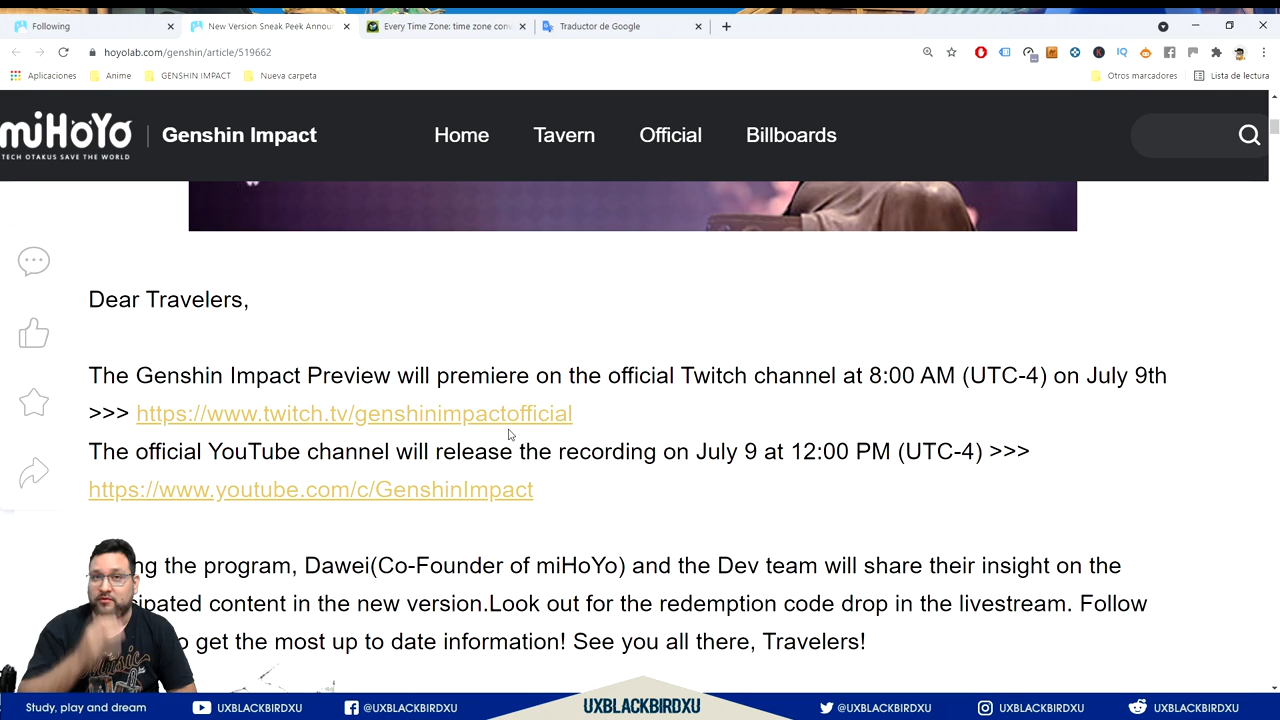 Following
New Version Sneak Peek Annou
Every Time Zone: time zone conv
Traductor de Google
hoyolab.com/genshin/article/519662
Aplicaciones
Anime
GENSHIN IMPACT
Nueva carpeta
Otros marcadores
Lista de lectura
miHoYo
TECH OTAKUS SAVE THE WORLD
Genshin Impact
Home
Tavern
Official
Billboards
Dear Travelers,
The Genshin Impact Preview will premiere on the official Twitch channel at 8:00 AM (UTC-4) on July 9th
>>> https://www.twitch.tv/genshinimpactofficial
The official YouTube channel will release the recording on July 9 at 12:00 PM (UTC-4) >>>
https://www.youtube.com/c/GenshinImpact
ng the program, Dawei(Co-Founder of miHoYo) and the Dev team will share their insight on the
ipated content in the new version.Look out for the redemption code drop in the livestream. Follow
o get the most up to date information! See you all there, Travelers!
Study, play and dream
UXBLACKBIRDXU
@UXBLACKBIRDXU
UXBLACKBIRDXU
@UXBLACKBIRDXU
UXBLACKBIRDXU
UXBLACKBIRDXU